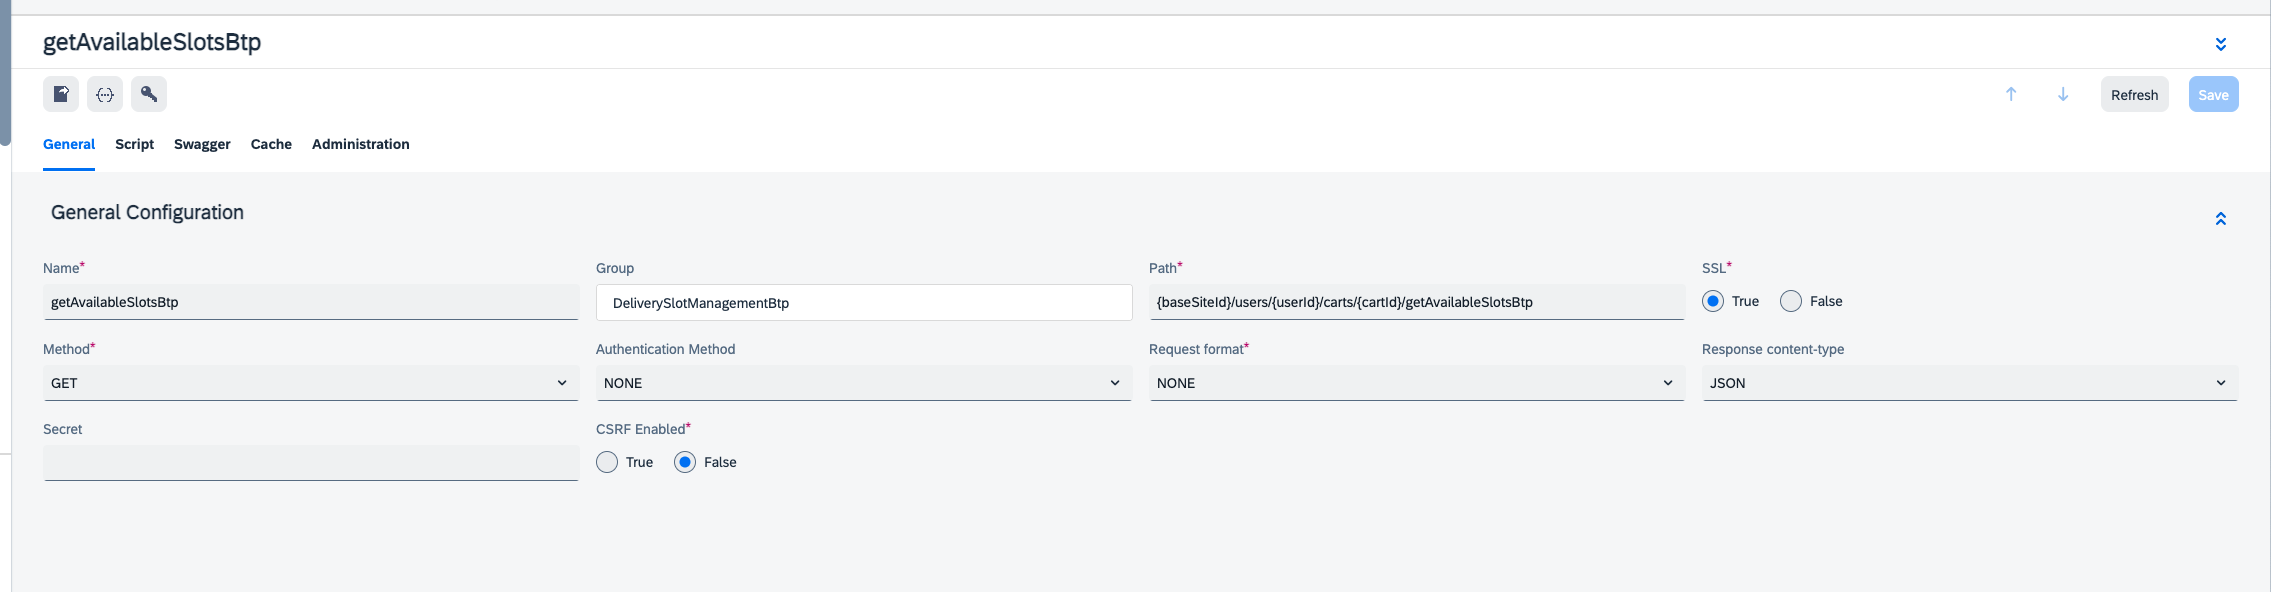 getAvailableSlotsBtp
Refresh
Save
General Script Swagger Cache Administration
General Configuration
Name* Group Path* SSL*
getAvailableSlotsBtp DeliverySlotManagementBtp {baseSiteId}/users/{userId}/carts/{cartId}/getAvailableSlotsBtp True False
Method* Authentication Method Request format* Response content-type
GET NONE NONE JSON
Secret CSRF Enabled*
True False